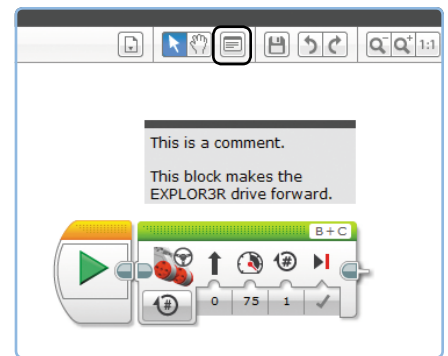 1:1
This is a comment.
This block makes the
EXPLOR3R drive forward.
B+C
#
#
0 75 1